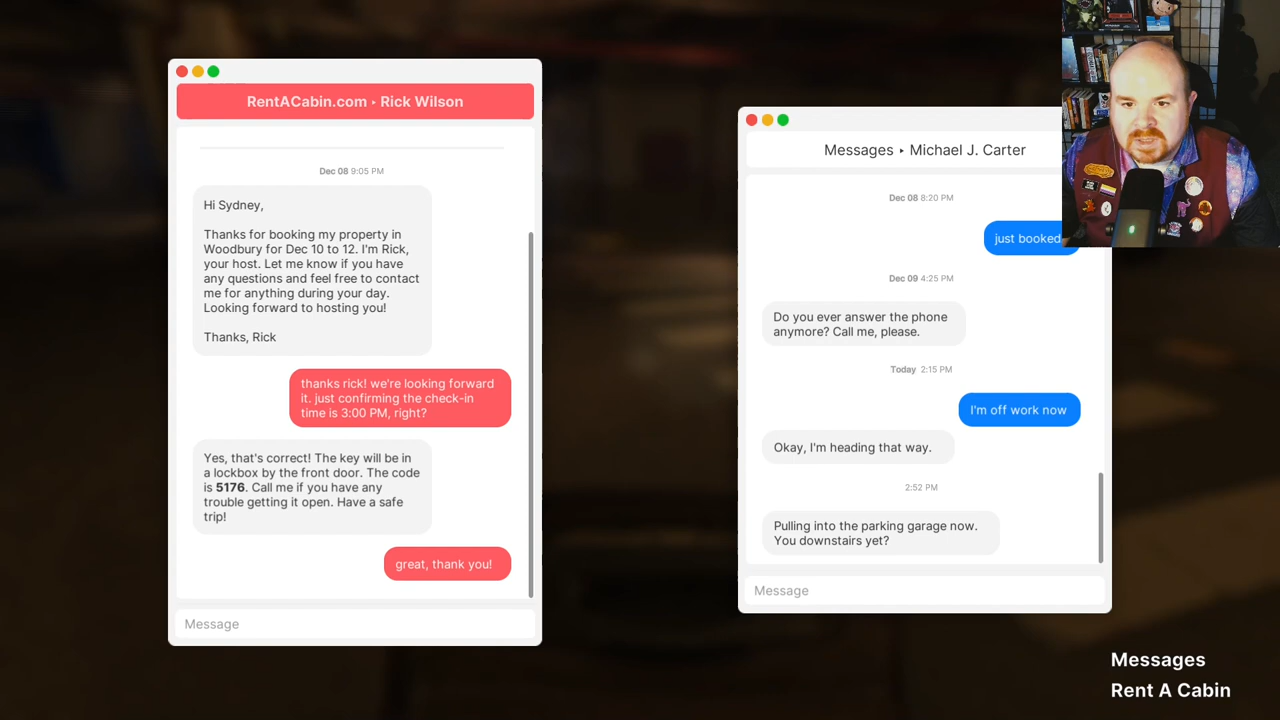 RentACabin.com ‣ Rick Wilson
Dec 08 9:05 PM
Hi Sydney,
Thanks for booking my property in
Woodbury for Dec 10 to 12. I'm Rick,
your host. Let me know if you have
any questions and feel free to contact
me for anything during your day.
Looking forward to hosting you!
Thanks, Rick
thanks rick! we're looking forward
it. just confirming the check-in
time is 3:00 PM, right?
Yes, that's correct! The key will be in
a lockbox by the front door. The code
is 5176. Call me if you have any
trouble getting it open. Have a safe
trip!
great, thank you!
Message
Messages ‣ Michael J. Carter
Dec 08 8:20 PM
just booked
Dec 09 4:25 PM
Do you ever answer the phone
anymore? Call me, please.
Today 2:15 PM
I'm off work now
Okay, I'm heading that way.
2:52 PM
Pulling into the parking garage now.
You downstairs yet?
Message
Messages
Rent A Cabin